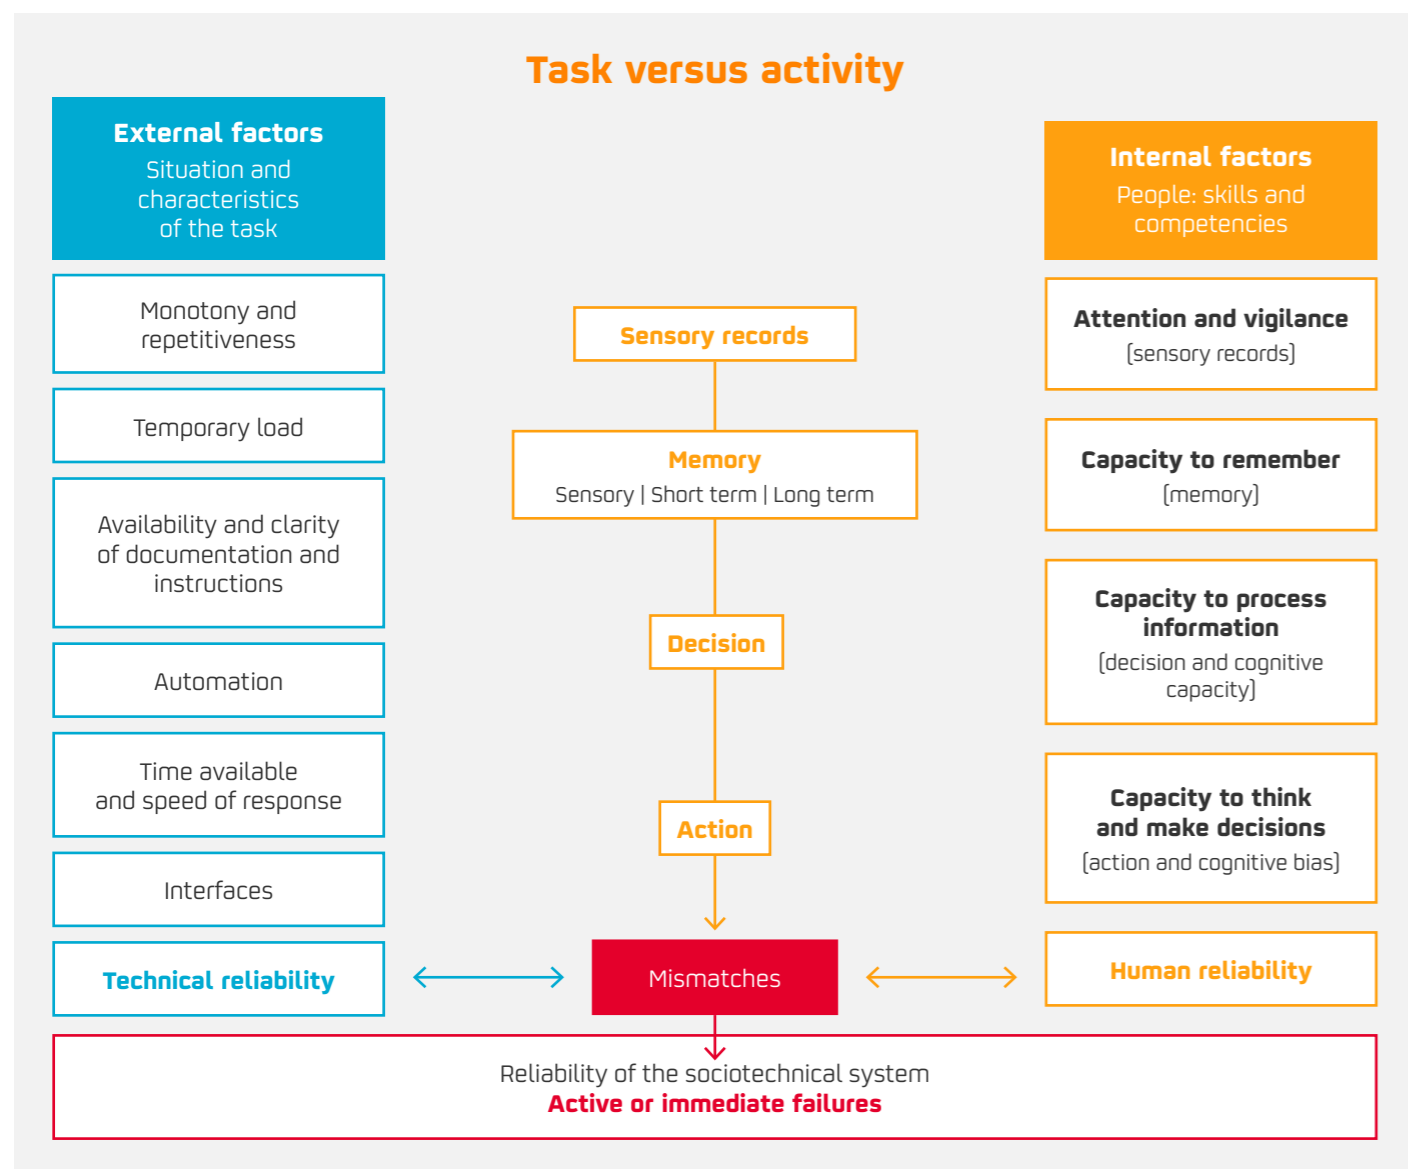 Task versus activity
External factors
Situation and
characteristics
of the task
Monotony and
repetitiveness
Temporary load
Availability and clarity
of documentation and
instructions
Automation
Time available
and speed of response
Interfaces
Technical reliability
Sensory records
Memory
Sensory | Short term | Long term
Decision
Action
Mismatches
Internal factors
People: skills and
competencies
Attention and vigilance
(sensory records)
Capacity to remember
(memory)
Capacity to process
information
(decision and cognitive
capacity)
Capacity to think
and make decisions
(action and cognitive bias)
Human reliability
Reliability of the sociotechnical system
Active or immediate failures